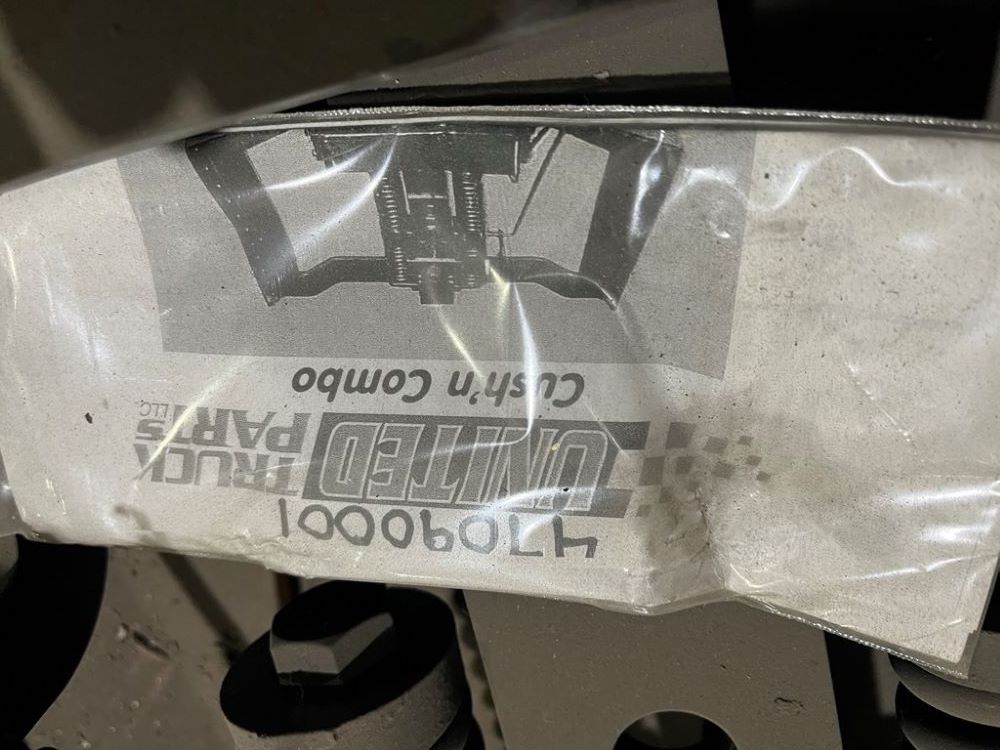 47090001
UNITED TRUCK
PARTS LLC
Cush'n Combo